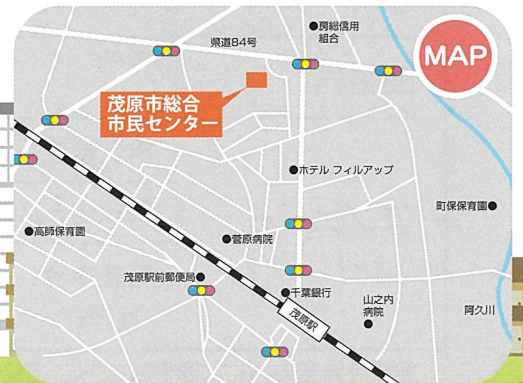 房総信用
組合
県道84号
MAP
茂原市総合
市民センター
ホテル フィルアップ
町保保育園
高師保育園
菅原病院
茂原駅前郵便局
千葉銀行
山之内
病院
阿久川
茂原駅